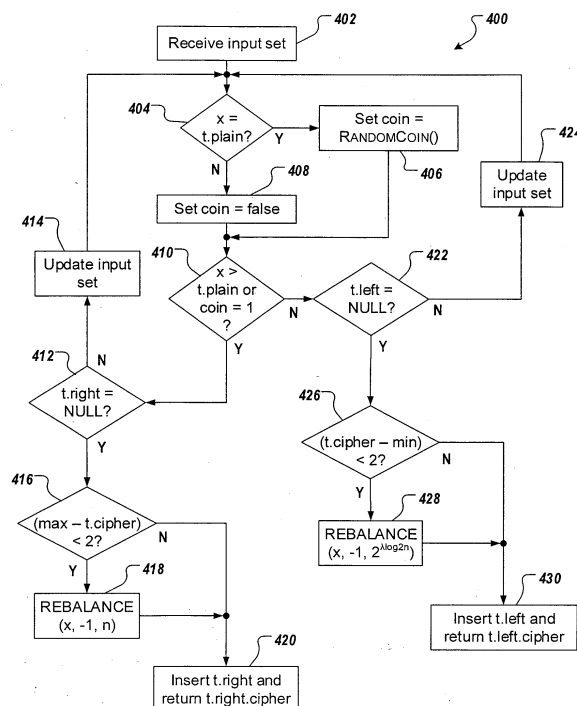 402
Receive input set
400
404
x =
t.plain?
Y
N
Set coin =
RANDOMCOIN()
406
424
Update
input set
408
Set coin = false
414
Update input
set
410
x >
t.plain or
coin = 1
?
N
Y
422
t.left =
NULL?
N
Y
412
N
t.right =
NULL?
Y
426
(t.cipher – min)
< 2?
N
Y
416
(max – t.cipher)
< 2?
N
Y
428
REBALANCE
(x, -1, 2^λlog2n)
418
REBALANCE
(x, -1, n)
430
Insert t.left and
return t.left.cipher
420
Insert t.right and
return t.right.cipher